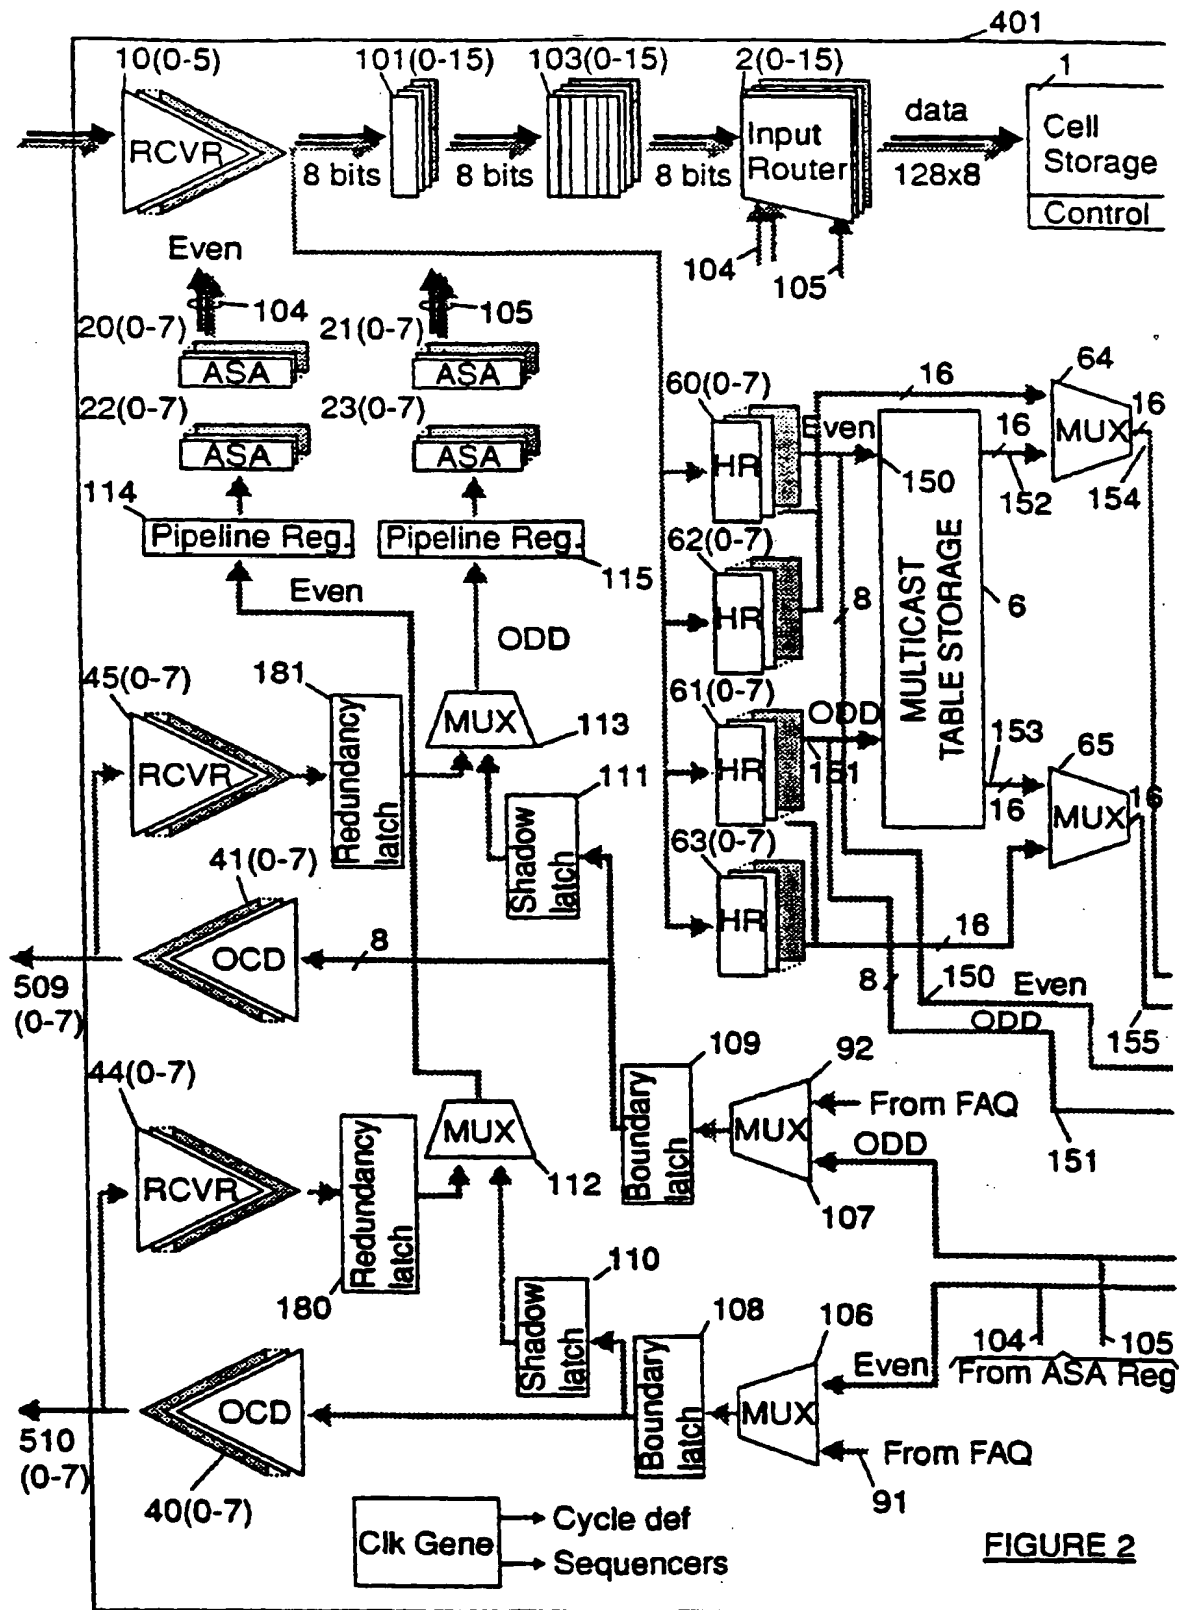 401
10(0-5)
101(0-15)
103(0-15)
2(0-15)
1
RCVR
8 bits
8 bits
8 bits
Input
Router
data
128x8
Cell
Storage
Control
Even
104
105
104
105
20(0-7)
ASA
21(0-7)
ASA
22(0-7)
ASA
23(0-7)
ASA
60(0-7)
HR
Even
16
64
MUX
16
16
150
152
154
114
Pipeline Reg.
Pipeline Reg.
115
62(0-7)
HR
8
MULTICAST
TABLE STORAGE
6
Even
ODD
45(0-7)
RCVR
181
Redundancy
latch
MUX
113
61(0-7)
HR
ODD
151
153
16
65
MUX
16
111
Shadow
latch
63(0-7)
HR
41(0-7)
OCD
8
16
509
(0-7)
8
150
Even
ODD
155
44(0-7)
RCVR
109
Boundary
latch
92
MUX
From FAQ
ODD
151
107
MUX
112
Redundancy
latch
180
110
Shadow
latch
108
Boundary
latch
106
MUX
Even
From FAQ
91
104
105
From ASA Reg
OCD
510
(0-7)
40(0-7)
Clk Gene
Cycle def
Sequencers
FIGURE 2